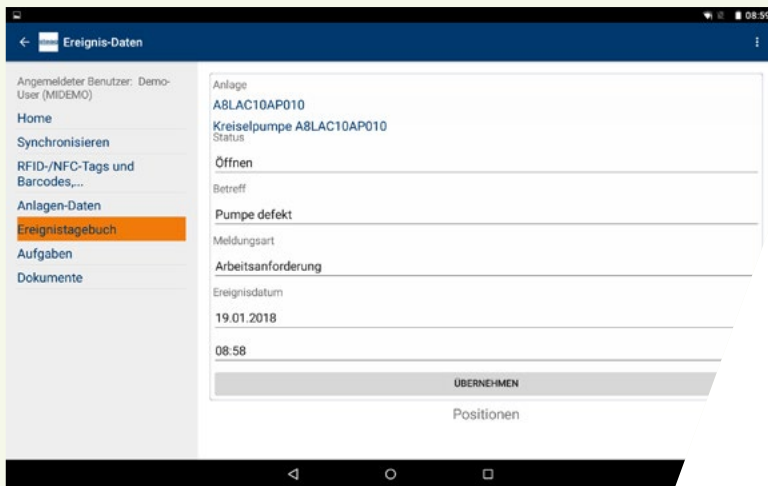 08:59
Ereignis-Daten
Angemeldeter Benutzer: Demo-
User (MIDEMO)
Home
Synchronisieren
RFID-/NFC-Tags und
Barcodes,...
Anlagen-Daten
Ereignistagebuch
Aufgaben
Dokumente
Anlage
A8LAC10AP010
Kreiselpumpe A8LAC10AP010
Status
Öffnen
Betreff
Pumpe defekt
Meldungsart
Arbeitsanforderung
Ereignisdatum
19.01.2018
08:58
ÜBERNEHMEN
Positionen